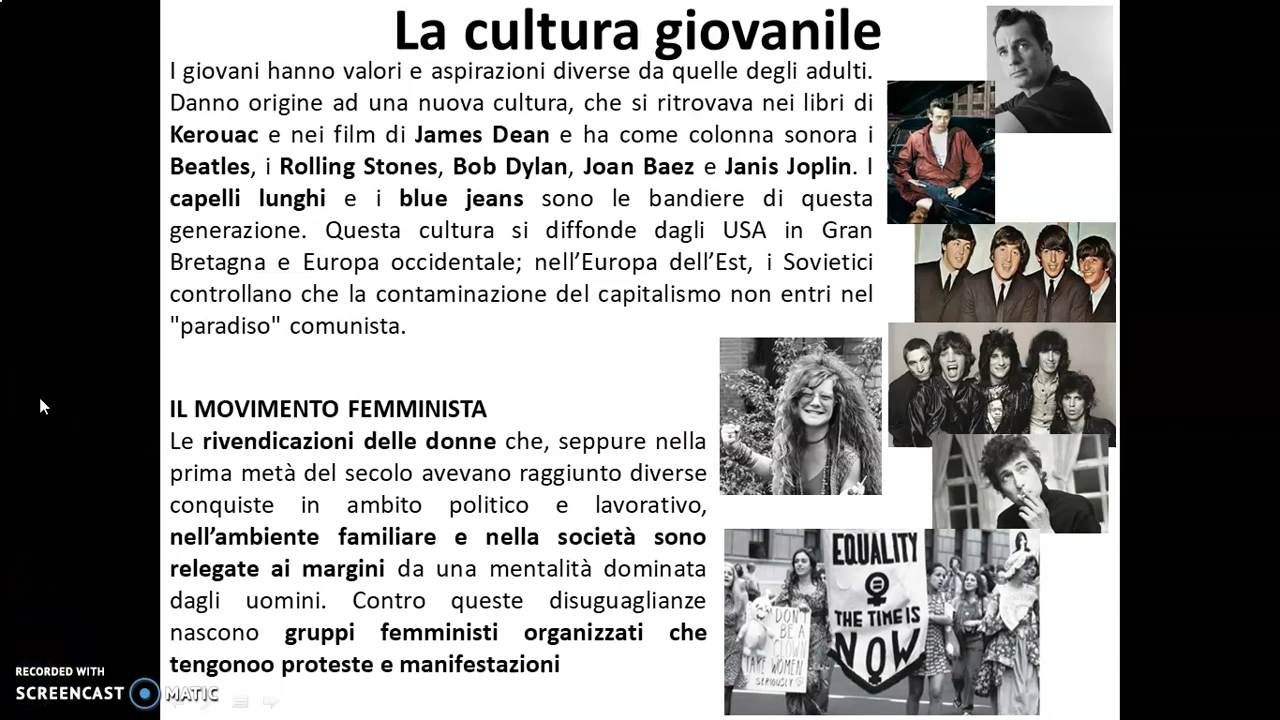 La cultura giovanile
I giovani hanno valori e aspirazioni diverse da quelle degli adulti.
Danno origine ad una nuova cultura, che si ritrovava nei libri di
Kerouac e nei film di James Dean e ha come colonna sonora i
Beatles, i Rolling Stones, Bob Dylan, Joan Baez e Janis Joplin. I
capelli lunghi e i blue jeans sono le bandiere di questa
generazione. Questa cultura si diffonde dagli USA in Gran
Bretagna e Europa occidentale; nell’Europa dell’Est, i Sovietici
controllano che la contaminazione del capitalismo non entri nel
"paradiso" comunista.
IL MOVIMENTO FEMMINISTA
Le rivendicazioni delle donne che, seppure nella
prima metà del secolo avevano raggiunto diverse
conquiste in ambito politico e lavorativo,
nell’ambiente familiare e nella società sono
relegate ai margini da una mentalità dominata
dagli uomini. Contro queste disuguaglianze
nascono gruppi femministi organizzati che
tengonoo proteste e manifestazioni
EQUALITY
THE TIME IS
NOW
DON'T
BE A
CLOWN
TAKE WOMEN
SERIOUSLY
RECORDED WITH
SCREENCAST MATIC